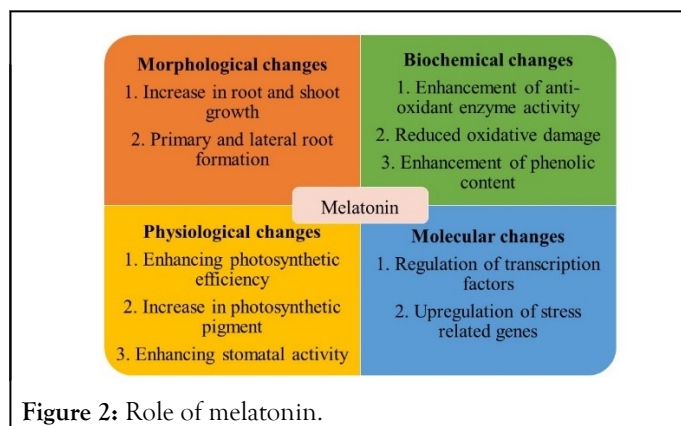 Morphological changes
1. Increase in root and shoot
growth
2. Primary and lateral root
formation
Biochemical changes
1. Enhancement of anti-
oxidant enzyme activity
2. Reduced oxidative damage
3. Enhancement of phenolic
content
Melatonin
Physiological changes
1. Enhancing photosynthetic
efficiency
2. Increase in photosynthetic
pigment
3. Enhancing stomatal activity
Molecular changes
1. Regulation of transcription
factors
2. Upregulation of stress
related genes
Figure 2: Role of melatonin.